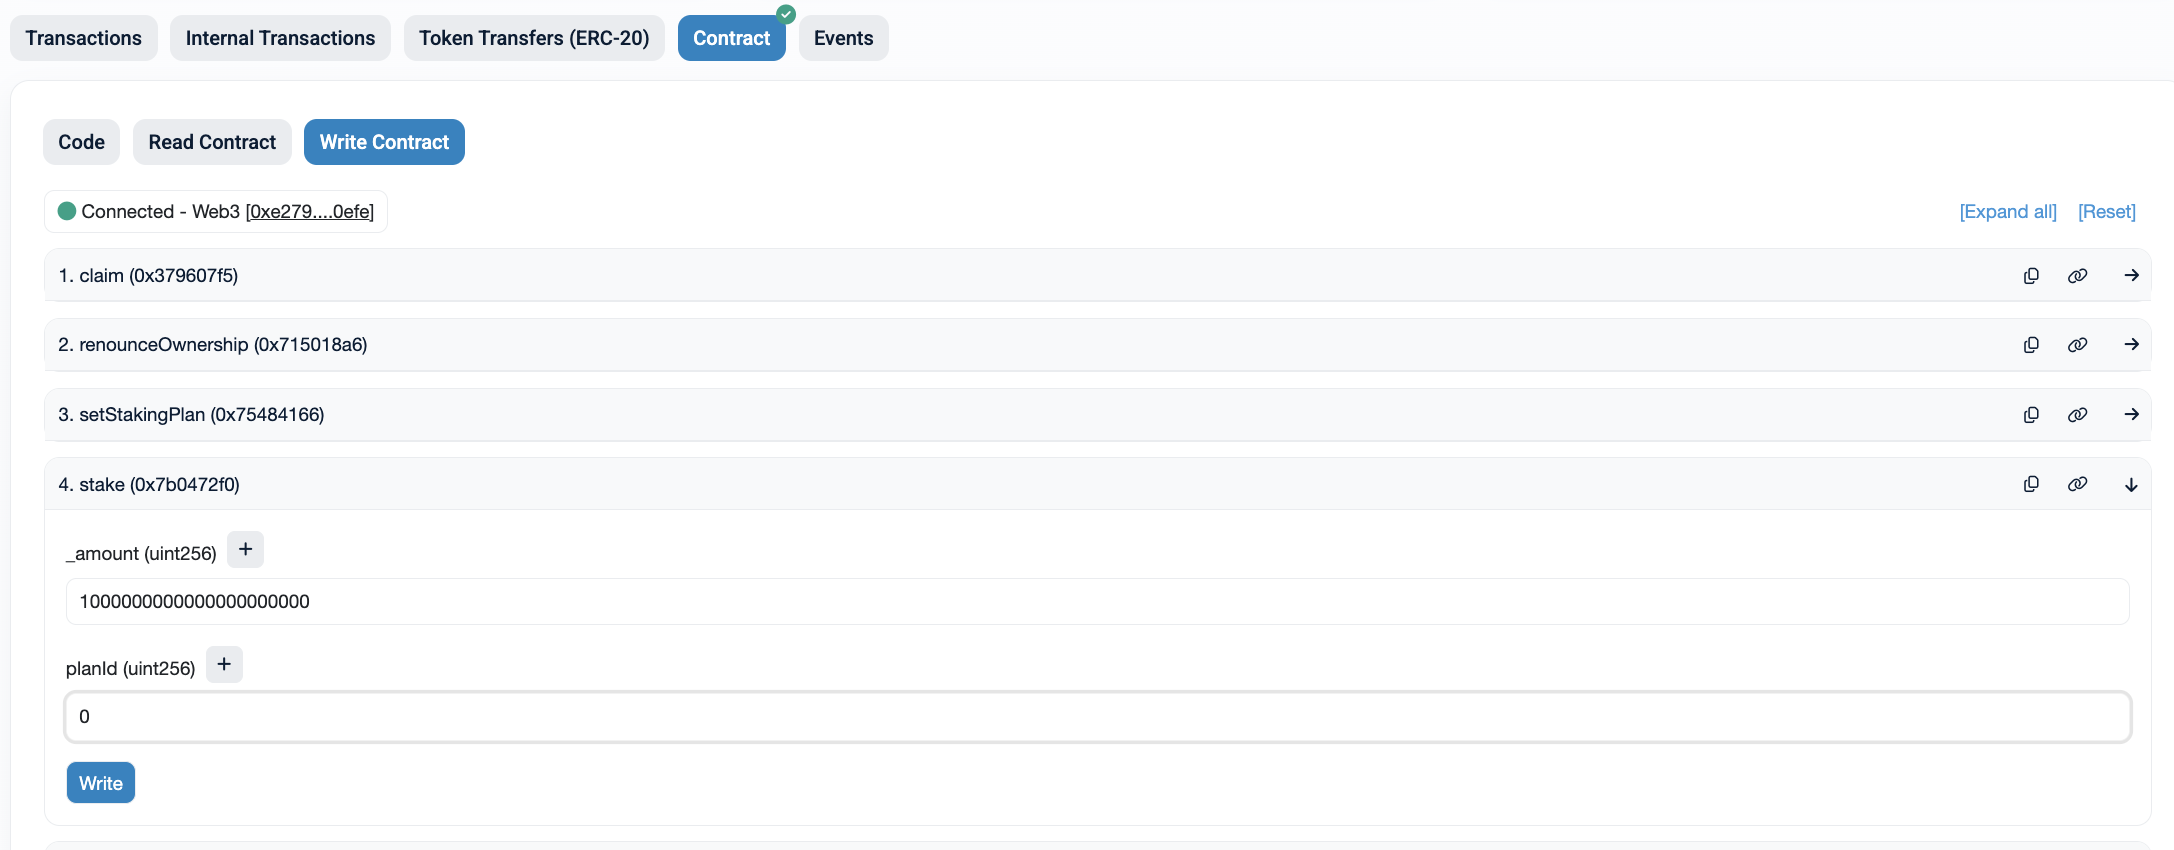 Transactions Internal Transactions Token Transfers (ERC-20) Contract Events
Code Read Contract Write Contract
Connected - Web3 [0xe279....0efe] [Expand all] [Reset]
1. claim (0x379607f5)
2. renounceOwnership (0x715018a6)
3. setStakingPlan (0x75484166)
4. stake (0x7b0472f0)
_amount (uint256) +
1000000000000000000000
planId (uint256) +
0
Write